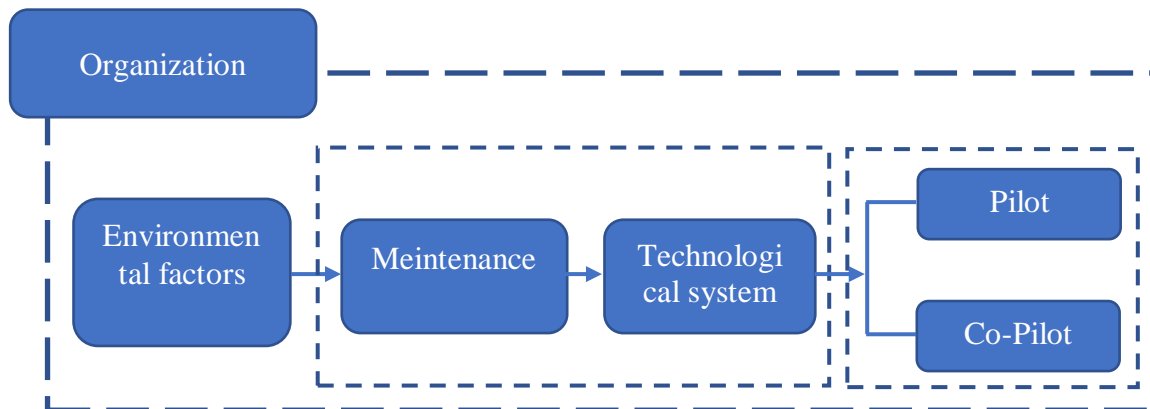 Organization
Environmen
tal factors
Meintenance
Technologi
cal system
Pilot
Co-Pilot